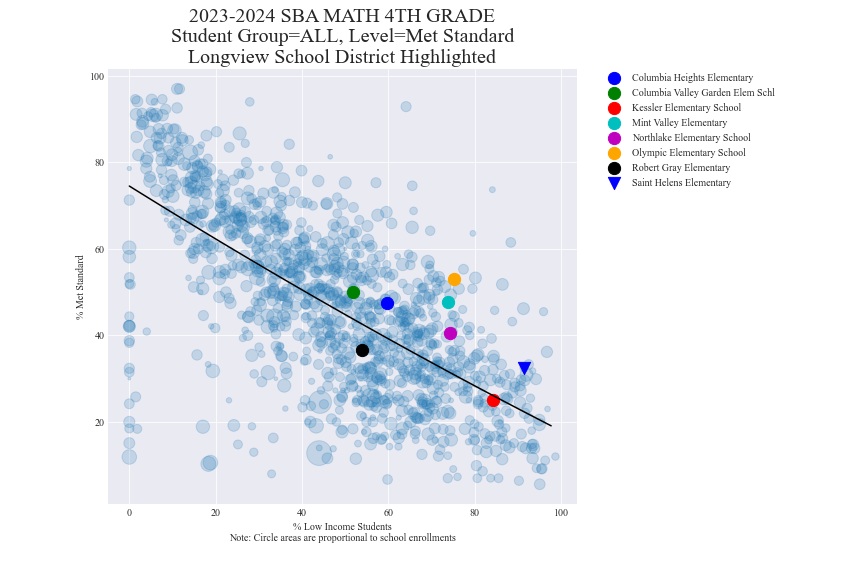 2023-2024 SBA MATH 4TH GRADE
Student Group=ALL, Level=Met Standard
Longview School District Highlighted
Columbia Heights Elementary
Columbia Valley Garden Elem Schl
Kessler Elementary School
Mint Valley Elementary
Northlake Elementary School
Olympic Elementary School
Robert Gray Elementary
Saint Helens Elementary
% Met Standard
100
80
60
40
20
0 20 40 60 80 100
% Low Income Students
Note: Circle areas are proportional to school enrollments